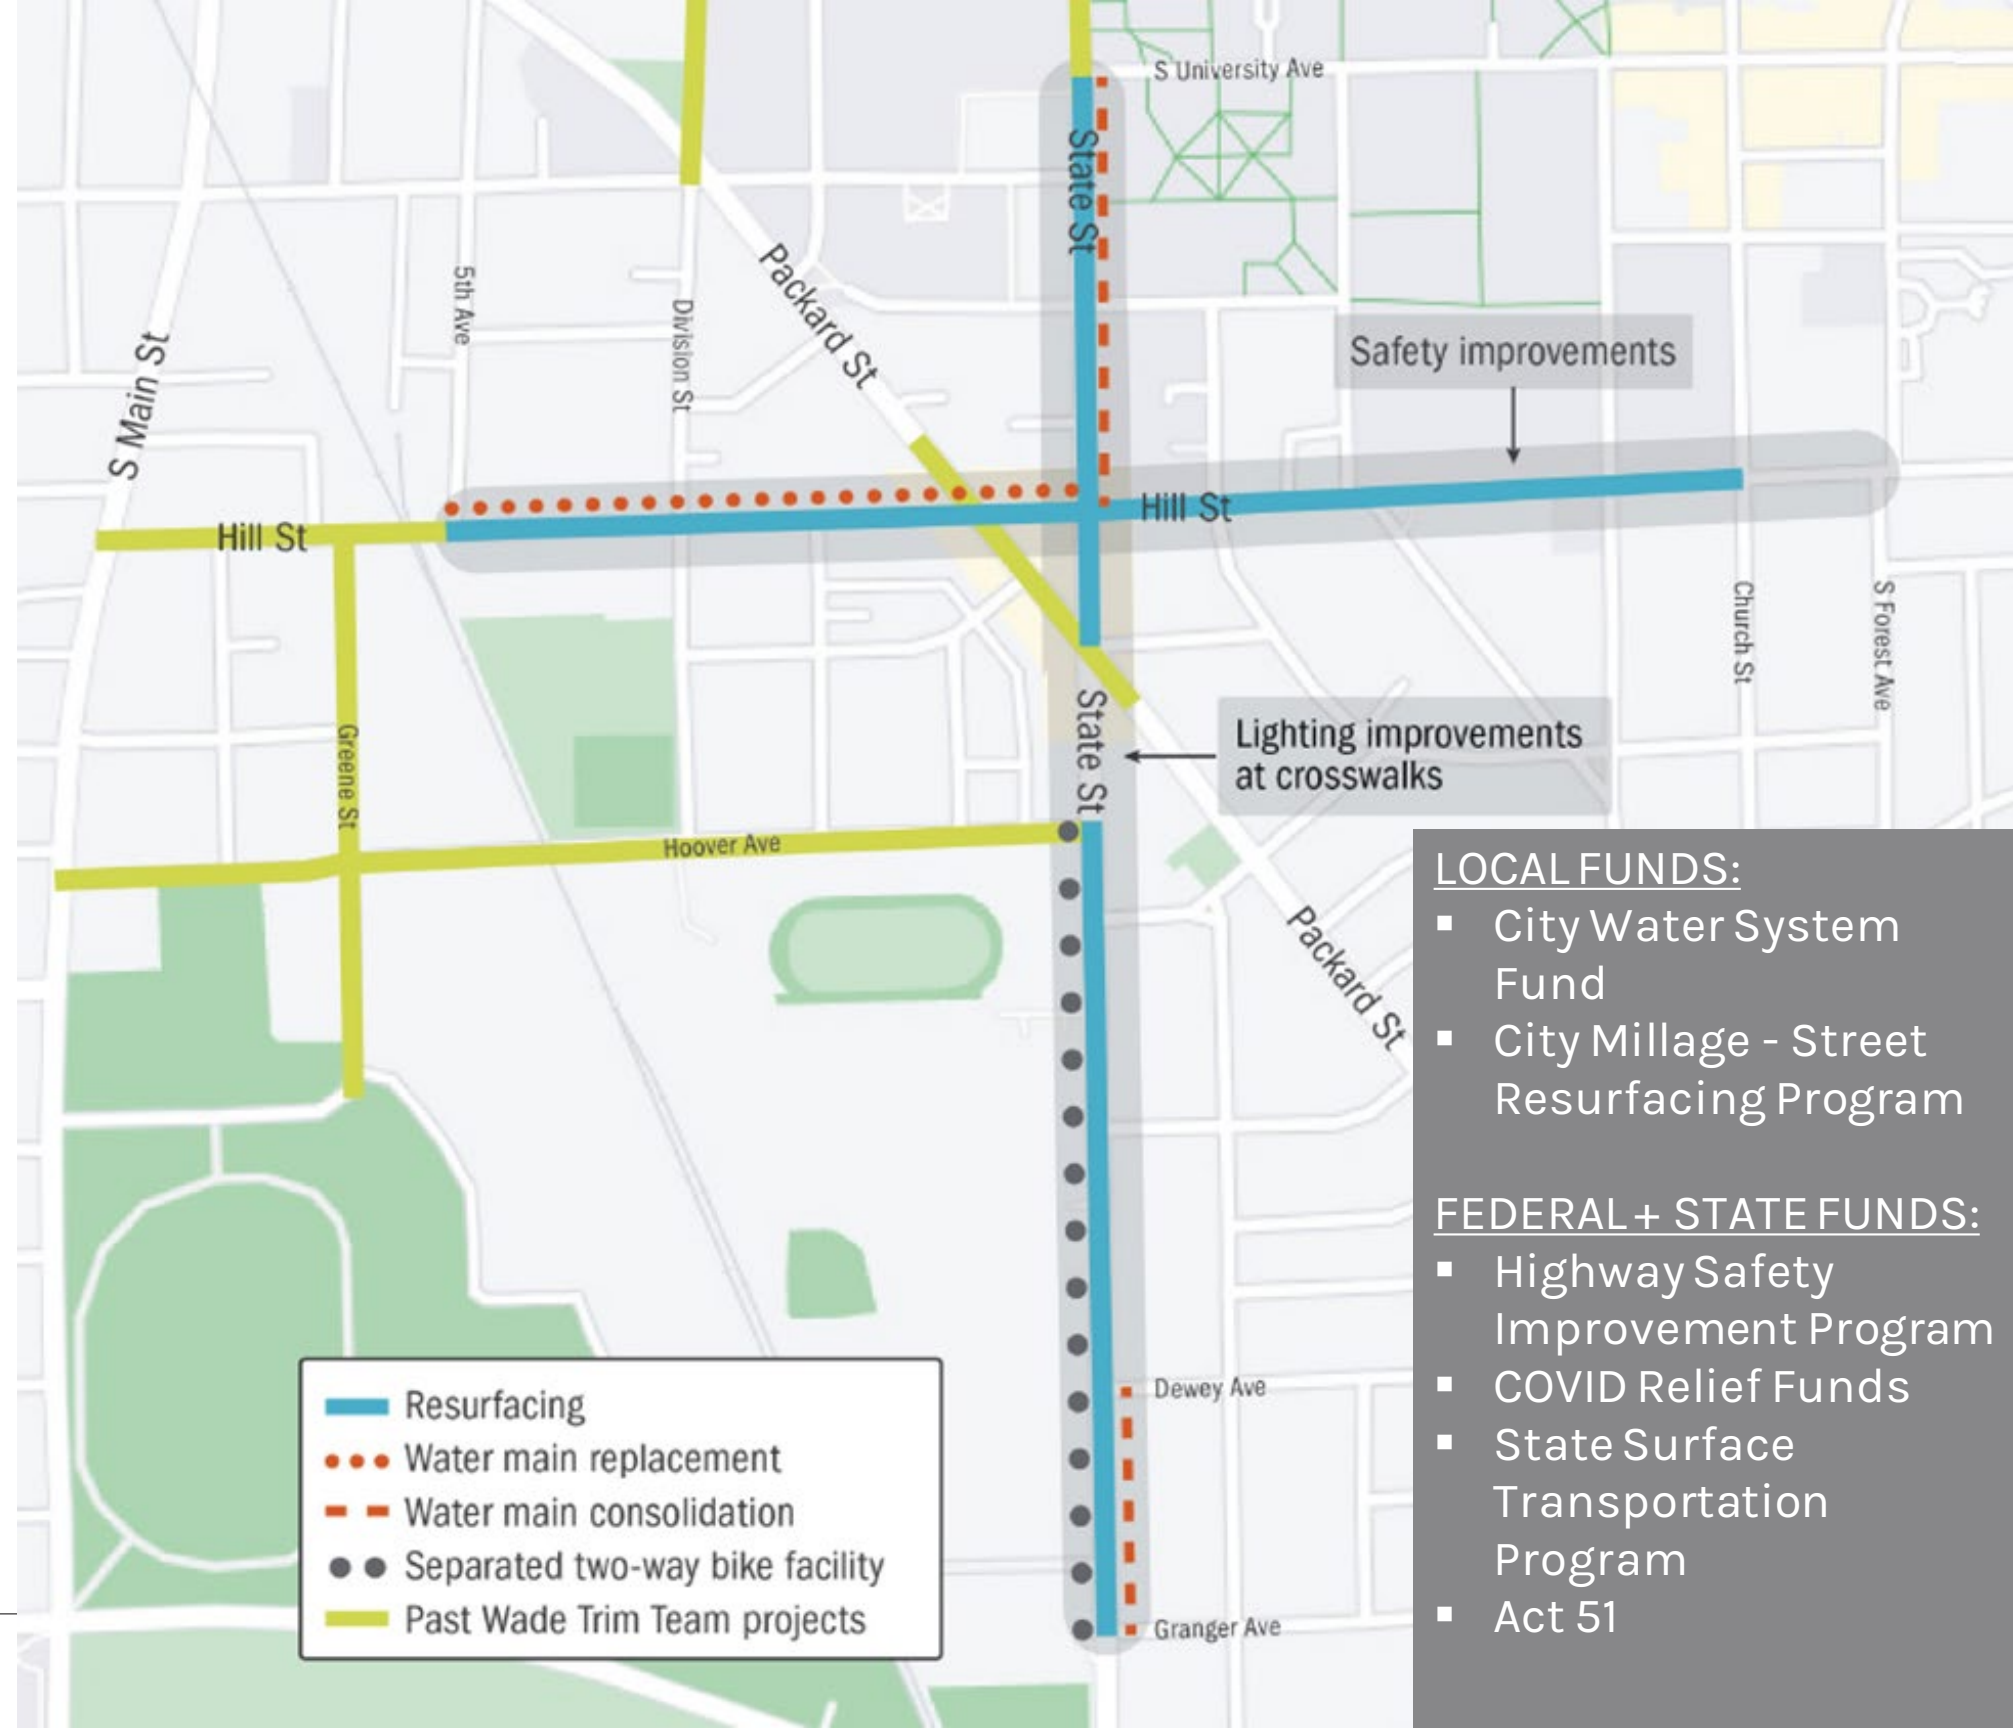 S University Ave
State St
5th Ave
Packard St
Division St
S Main St
Safety improvements
Hill St
Hill St
Church St
S Forest Ave
State St
Greene St
Lighting improvements
at crosswalks
Hoover Ave
Packard St
Dewey Ave
Granger Ave
Resurfacing
Water main replacement
Water main consolidation
Separated two-way bike facility
Past Wade Trim Team projects
LOCAL FUNDS:
▪ City Water System
Fund
▪ City Millage - Street
Resurfacing Program
FEDERAL + STATE FUNDS:
▪ Highway Safety
Improvement Program
▪ COVID Relief Funds
▪ State Surface
Transportation
Program
▪ Act 51